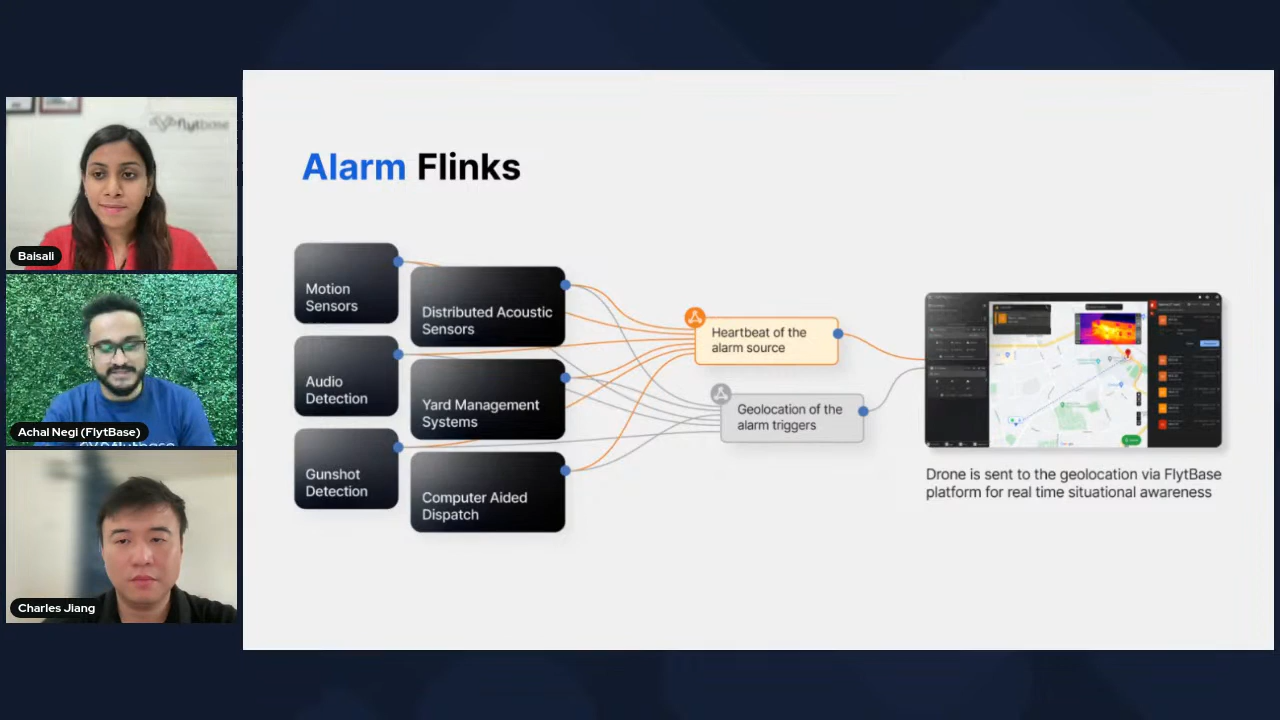 flytbase
Baisali
Achal Negi (FlytBase)
Charles Jiang
Alarm Flinks
Motion
Sensors
Distributed Acoustic
Sensors
Audio
Detection
Yard Management
Systems
Gunshot
Detection
Computer Aided
Dispatch
Heartbeat of the
alarm source
Geolocation of the
alarm triggers
Drone is sent to the geolocation via FlytBase
platform for real time situational awareness